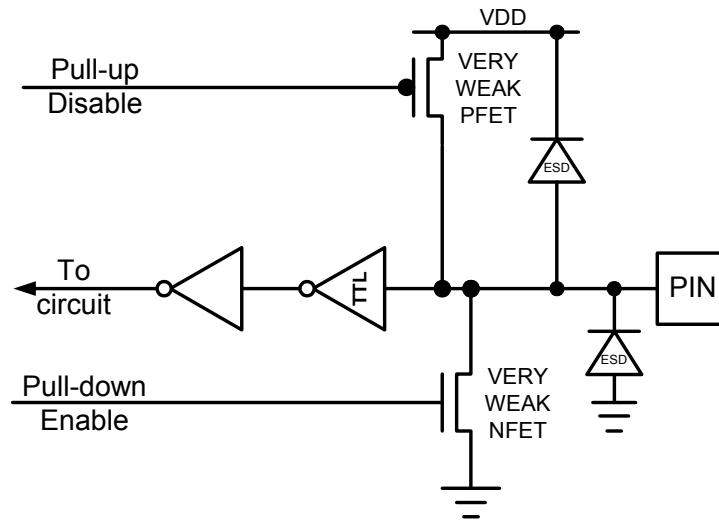 VDD
Pull-up
Disable
VERY
WEAK
PFET
ESD
To
circuit
TTL
PIN
ESD
Pull-down
Enable
VERY
WEAK
NFET